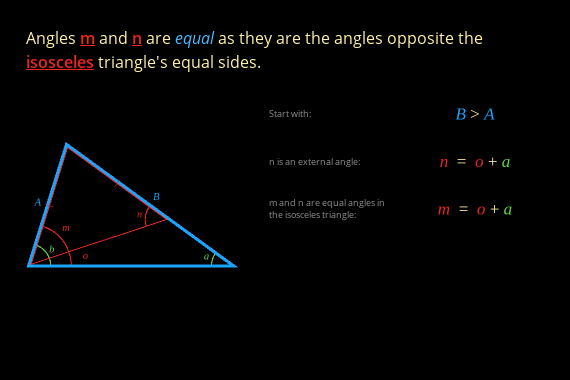 Angles m and n are equal as they are the angles opposite the
isosceles triangle's equal sides.
Start with:
B > A
n is an external angle:
n = o + a
m and n are equal angles in
the isosceles triangle:
m = o + a
A
B
n
m
b
o
a